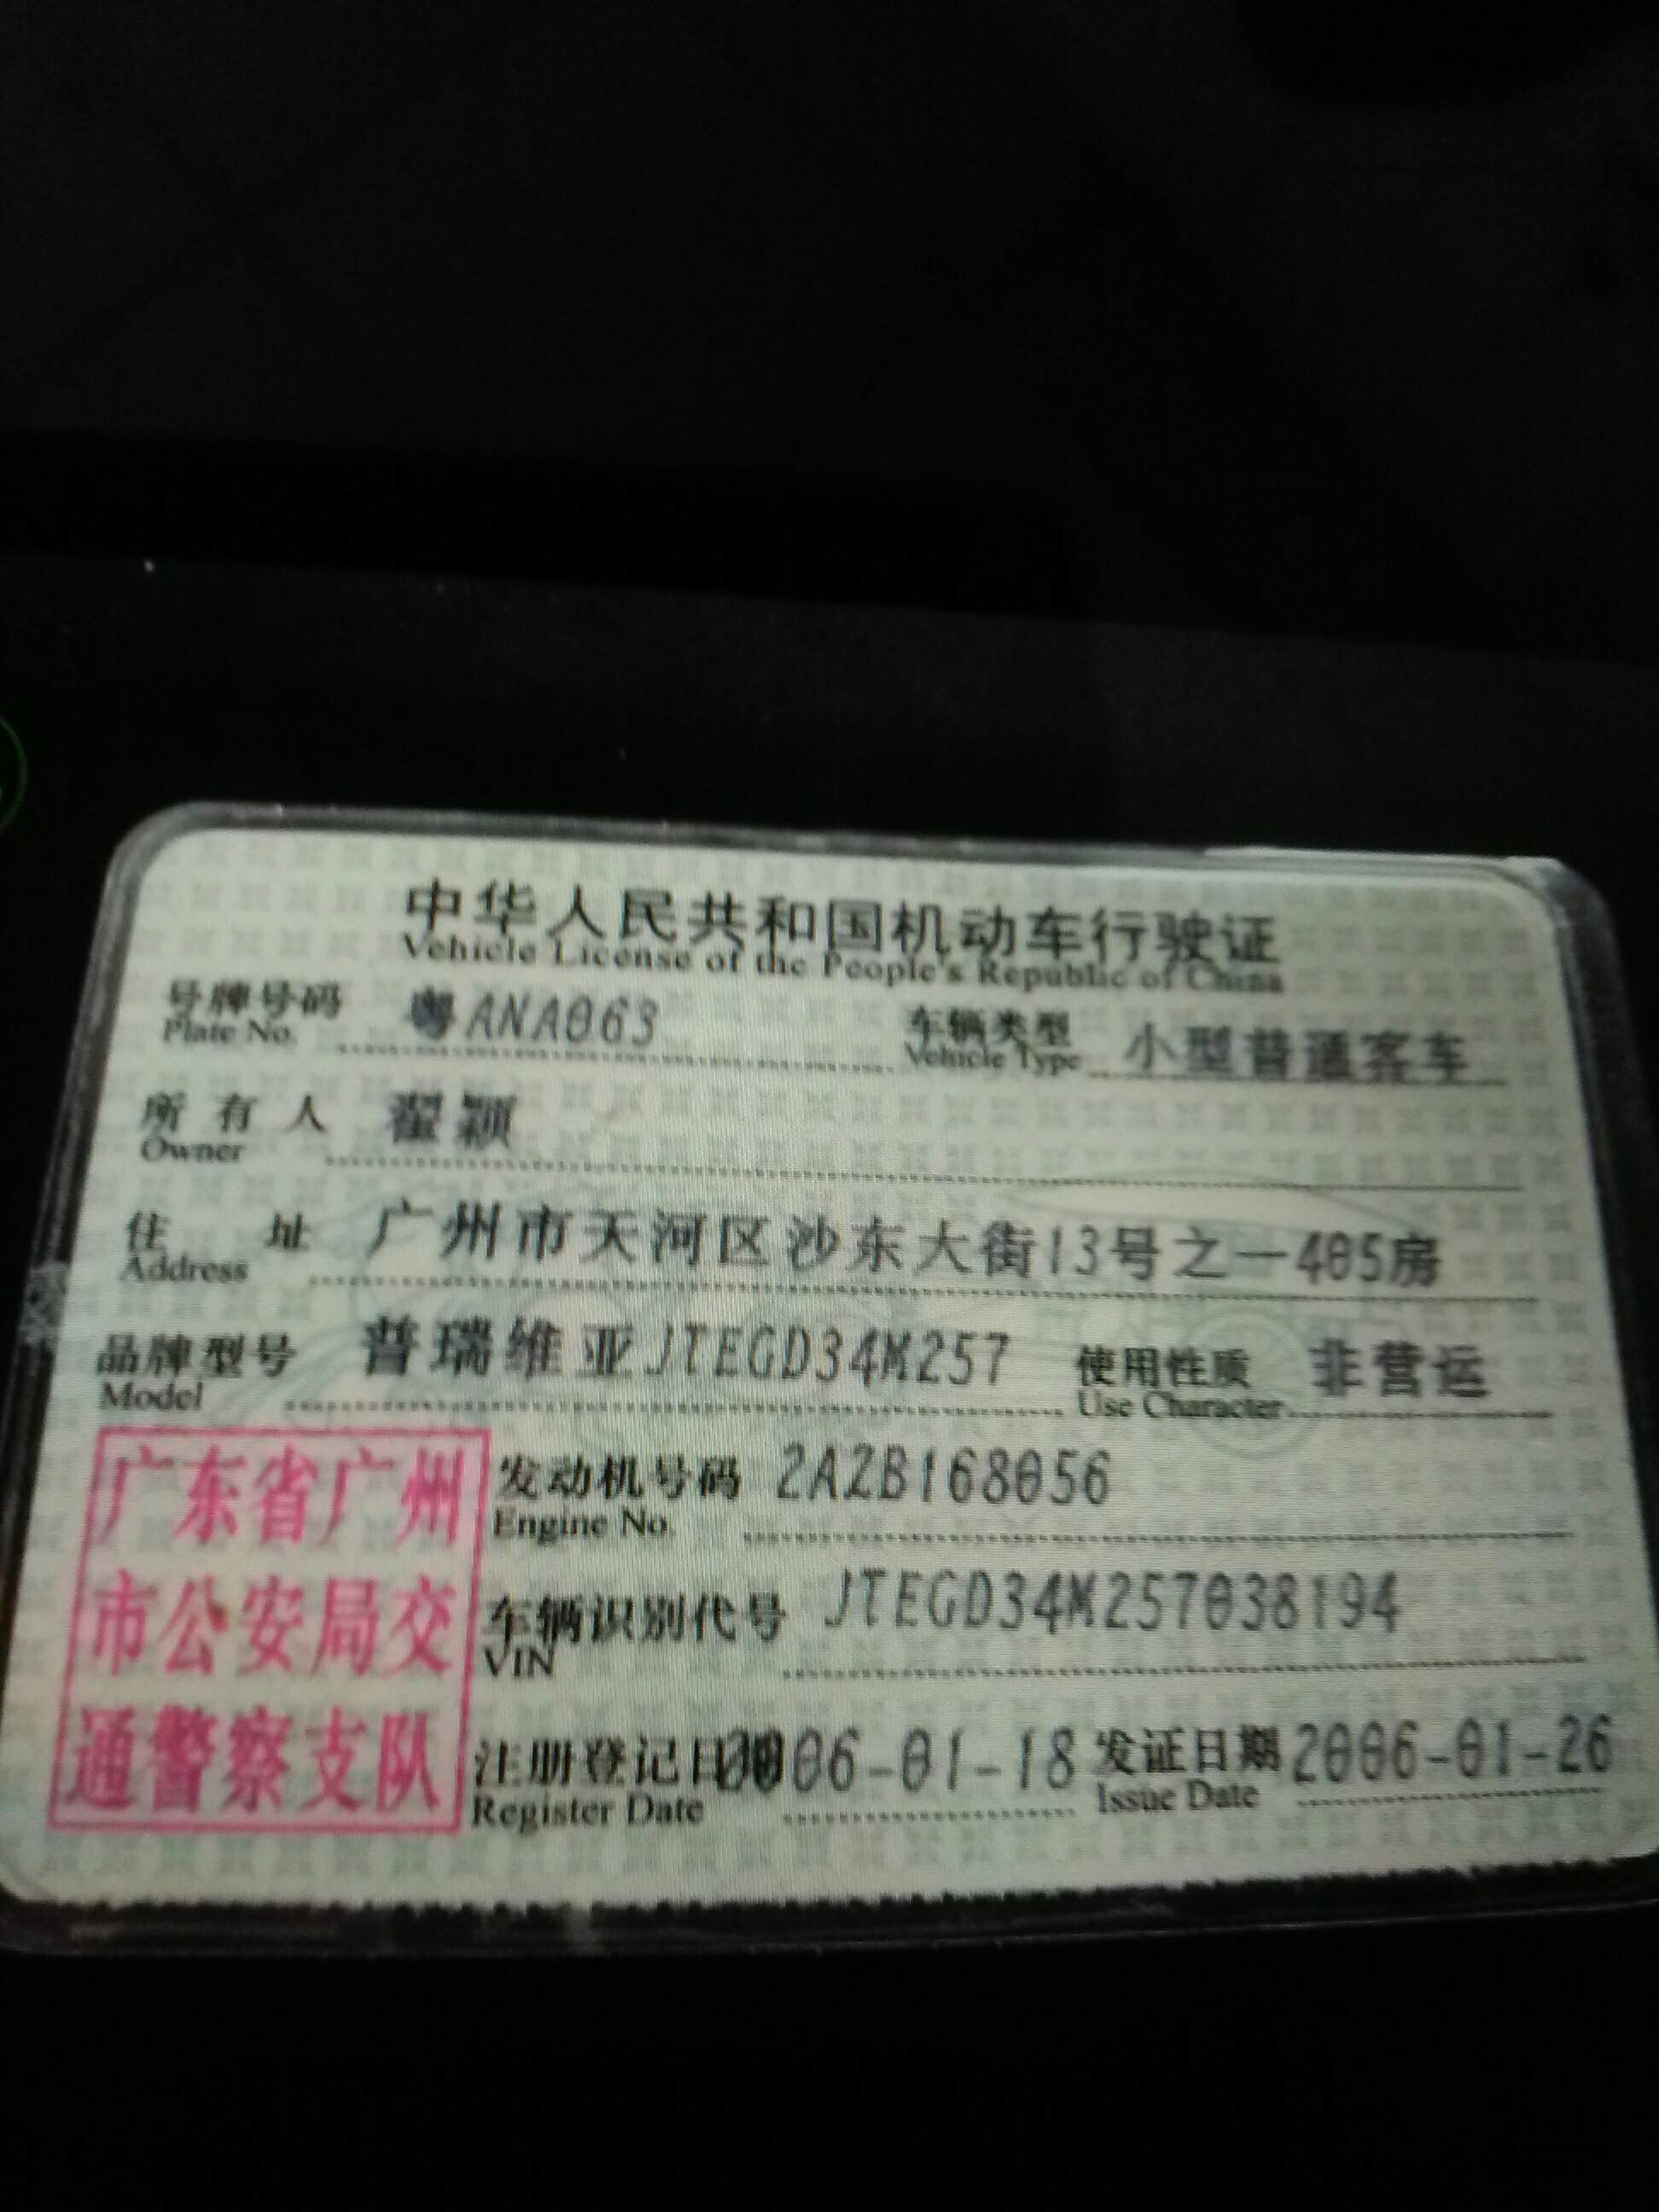 中华人民共和国机动车行驶证
Vehicle License of the People's Republic of China
号牌号码 粤ANA063 车辆类型 小型普通客车
Plate No. Vehicle Type
所有人 翟颖
Owner
住址 广州市天河区沙东大街13号之一405房
Address
品牌型号 普瑞维亚JTEGD34M257 使用性质 非营运
Model Use Character
广东省广州
市公安局交
通警察支队
发动机号码 2AZB168056
Engine No.
车辆识别代号 JTEGD34M257038194
VIN
注册登记日期 2006-01-18 发证日期 2006-01-26
Register Date Issue Date